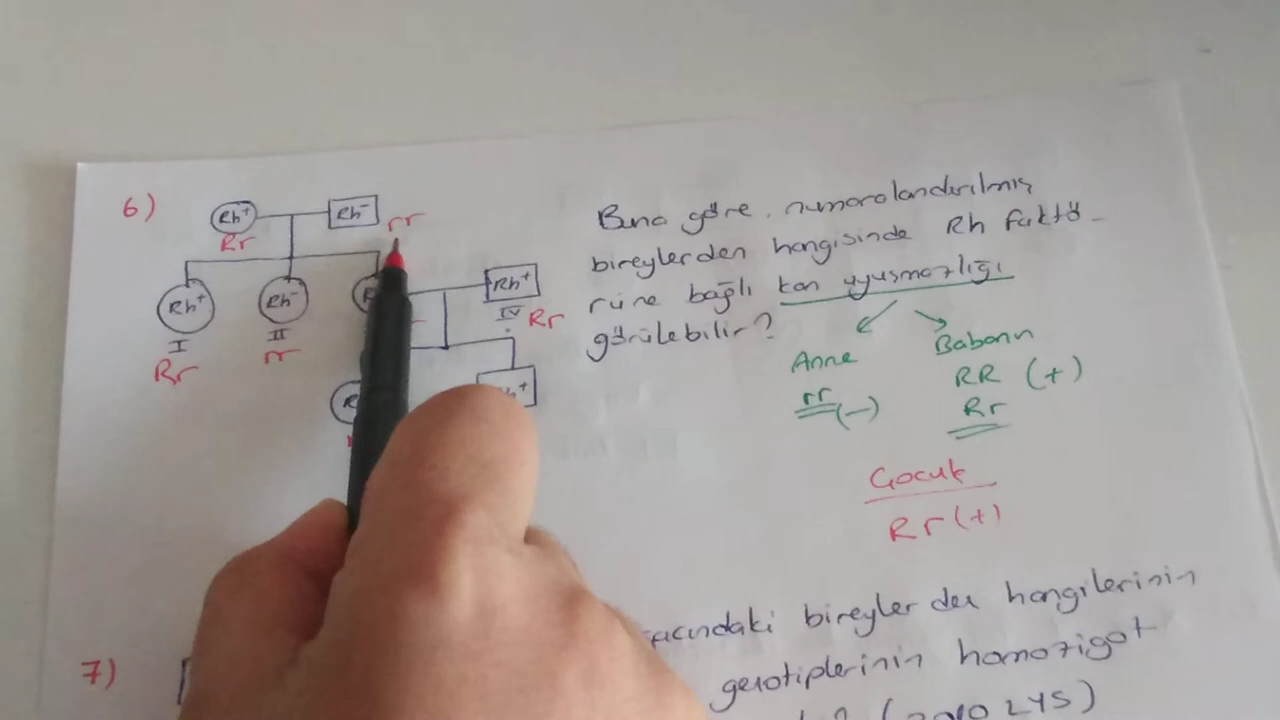 6)
Rh⁺
Rh⁻
rr
Rr
Rh⁺
Rh⁻
Rh⁺
I
II
IV
Rr
rr
Rr
Buna göre numaralandırılmış
bireylerden hangisinde Rh faktö-
rüne bağlı kan uyuşmazlığı
görülebilir?
Anne
rr (-)
Babanın
RR (+)
Rr
Çocuk
Rr (+)
7)
bireyler den hangilerinin
genotiplerinin homozigot
LYS)